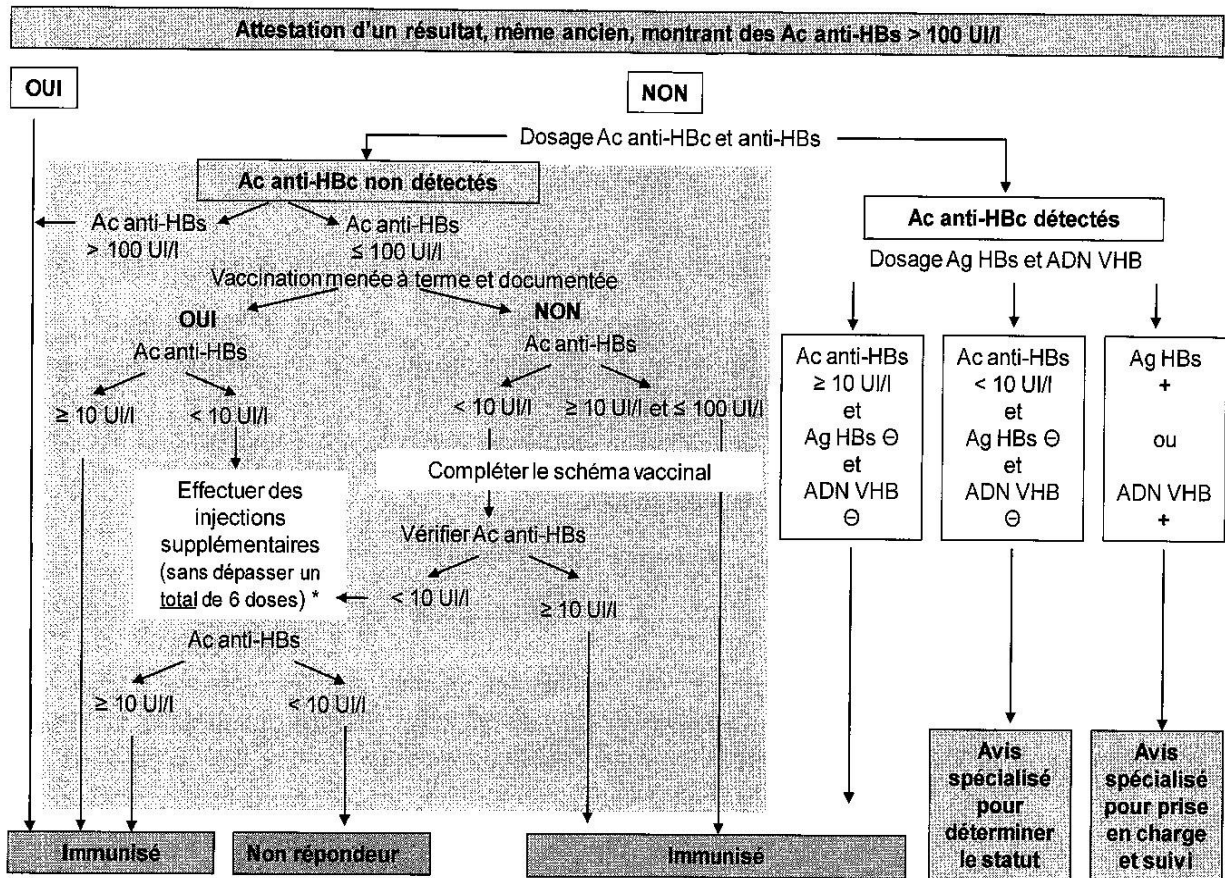 Attestation d'un résultat, même ancien, montrant des Ac anti-HBs > 100 UI/l
OUI
NON
Dosage Ac anti-HBc et anti-HBs
Ac anti-HBc non détectés
Ac anti-HBs
> 100 UI/l
Ac anti-HBs
≤ 100 UI/l
Vaccination menée à terme et documentée
OUI
Ac anti-HBs
≥ 10 UI/l
< 10 UI/l
NON
Ac anti-HBs
< 10 UI/l
≥ 10 UI/l et ≤ 100 UI/l
Effectuer des
injections
supplémentaires
(sans dépasser un
total de 6 doses) *
Compléter le schéma vaccinal
Vérifier Ac anti-HBs
< 10 UI/l
≥ 10 UI/l
Ac anti-HBs
≥ 10 UI/l
< 10 UI/l
Ac anti-HBc détectés
Dosage Ag HBs et ADN VHB
Ac anti-HBs
≥ 10 UI/l
et
Ag HBs ⊖
et
ADN VHB
⊖
Ac anti-HBs
< 10 UI/l
et
Ag HBs ⊖
et
ADN VHB
⊖
Ag HBs
+
ou
ADN VHB
+
Immunisé
Non répondeur
Immunisé
Avis
spécialisé
pour
déterminer
le statut
Avis
spécialisé
pour prise
en charge
et suivi